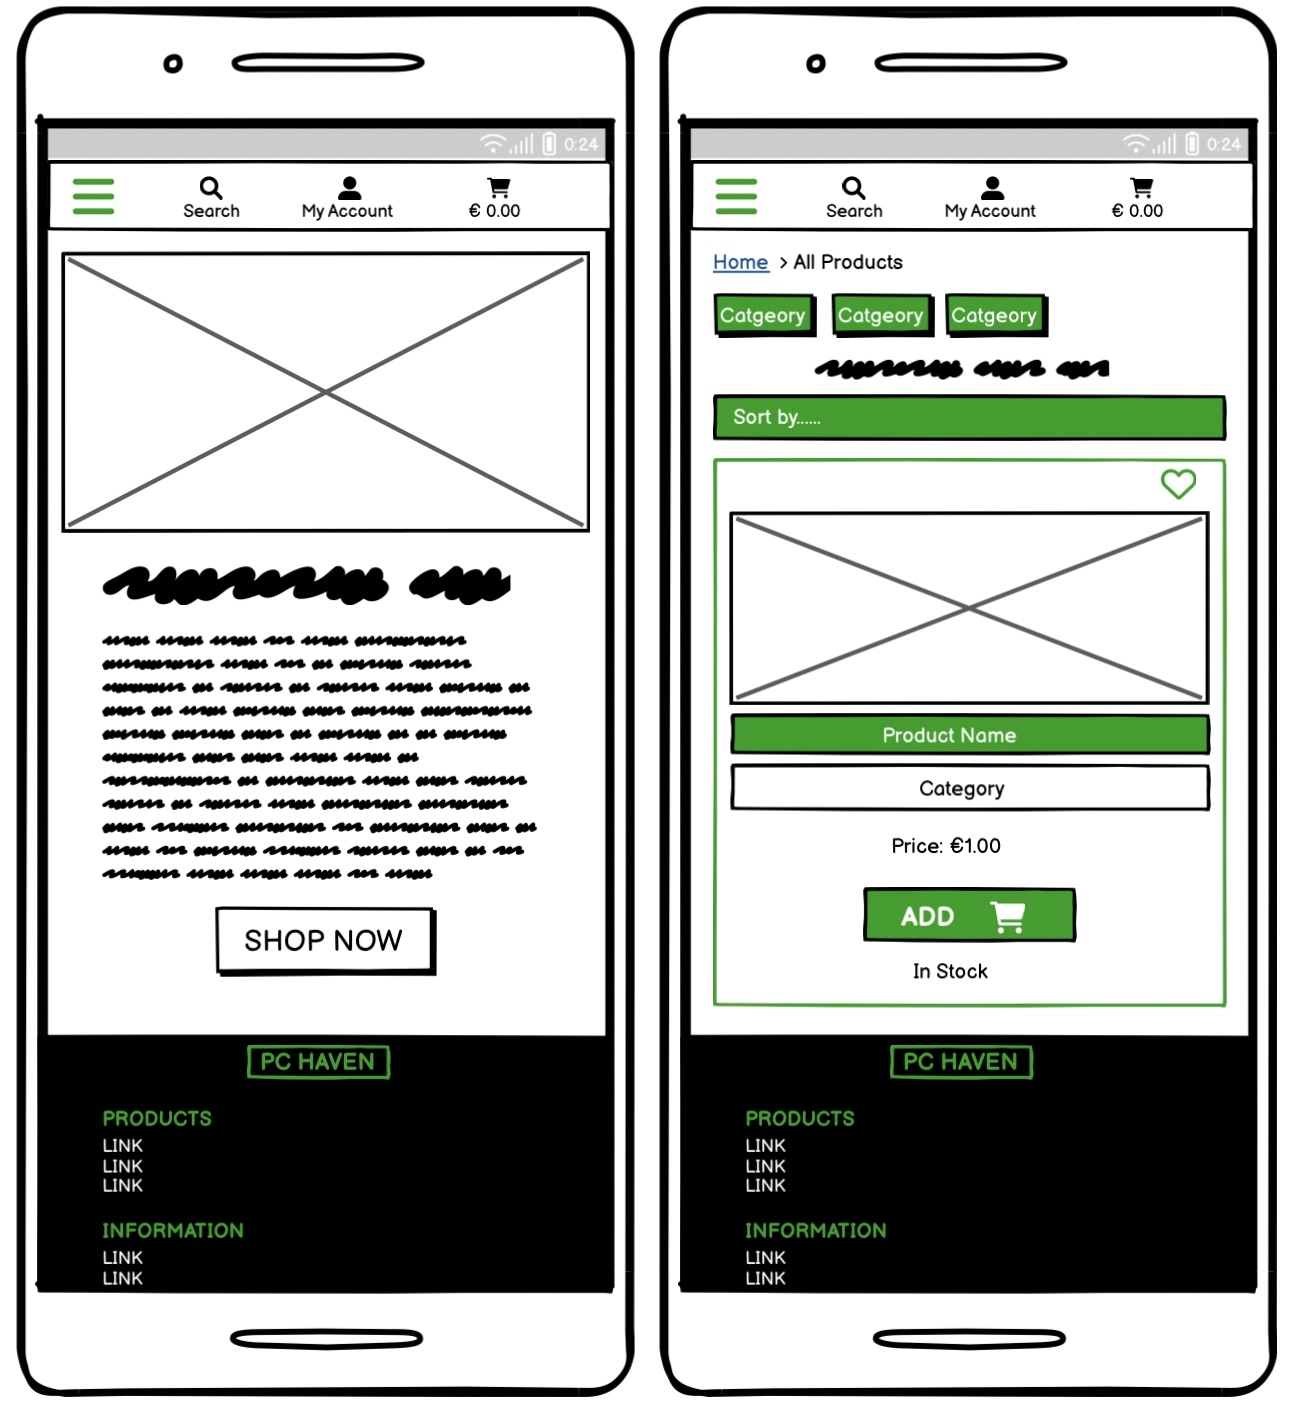 0:24
Search My Account € 0.00
SHOP NOW
PC HAVEN
PRODUCTS
LINK
LINK
LINK
INFORMATION
LINK
LINK
0:24
Search My Account € 0.00
Home > All Products
Catgeory Catgeory Catgeory
Sort by......
Product Name
Category
Price: €1.00
ADD
In Stock
PC HAVEN
PRODUCTS
LINK
LINK
LINK
INFORMATION
LINK
LINK